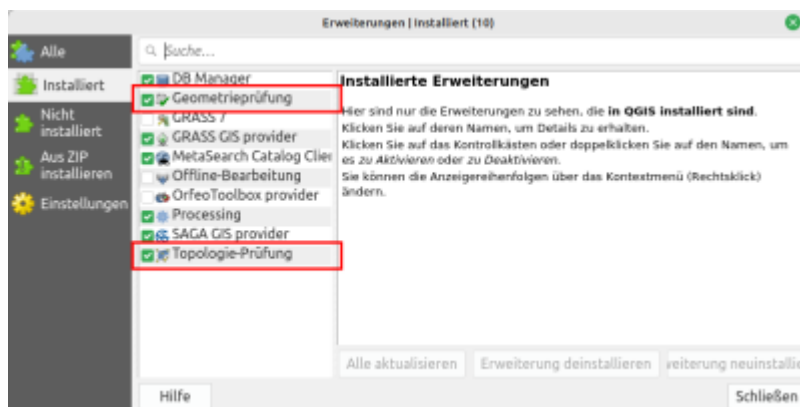 Erweiterungen | Installiert (10)
Alle
Installiert
Nicht
installiert
Aus ZIP
installieren
Einstellungen
Suche...
DB Manager
Geometrieprüfung
GRASS 7
GRASS GIS provider
MetaSearch Catalog Clien
Offline-Bearbeitung
OrfeoToolbox provider
Processing
SAGA GIS provider
Topologie-Prüfung
Installierte Erweiterungen
Hier sind nur die Erweiterungen zu sehen, die in QGIS installiert sind.
Klicken Sie auf deren Namen, um Details zu erhalten.
Klicken Sie auf das Kontrollkästen oder doppelklicken Sie auf den Namen, um
es zu Aktivieren oder zu Deaktivieren.
Sie können die Anzeigereihenfolgen über das Kontextmenü (Rechtsklick)
ändern.
Alle aktualisieren
Erweiterung deinstallieren
weiterung neuinstallie
Hilfe
Schließen